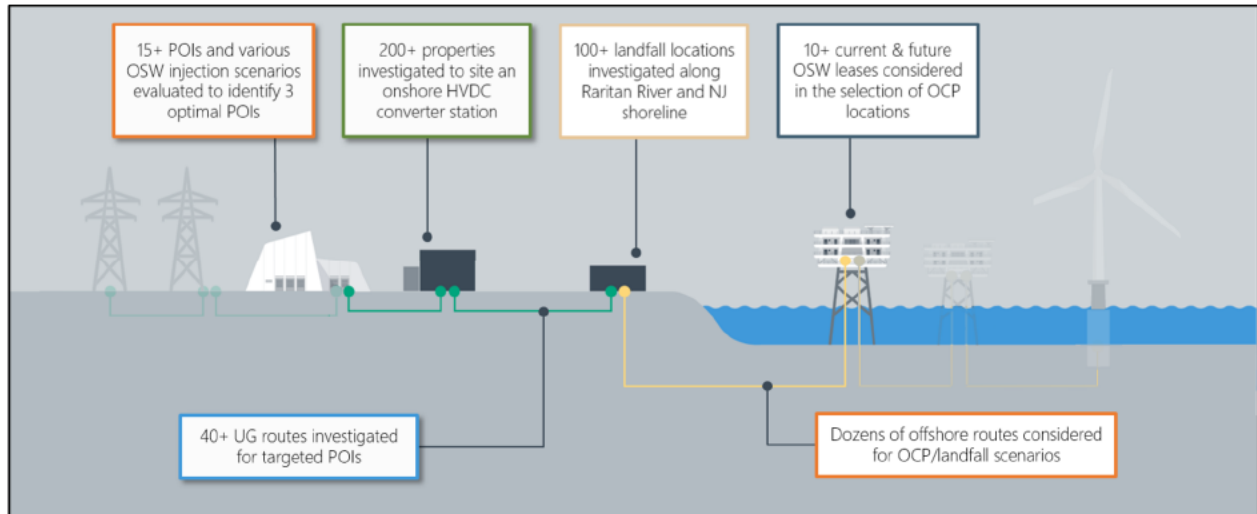 15+ POIs and various
OSW injection scenarios
evaluated to identify 3
optimal POIs
200+ properties
investigated to site an
onshore HVDC
converter station
100+ landfall locations
investigated along
Raritan River and NJ
shoreline
10+ current & future
OSW leases considered
in the selection of OCP
locations
40+ UG routes investigated
for targeted POIs
Dozens of offshore routes considered
for OCP/landfall scenarios